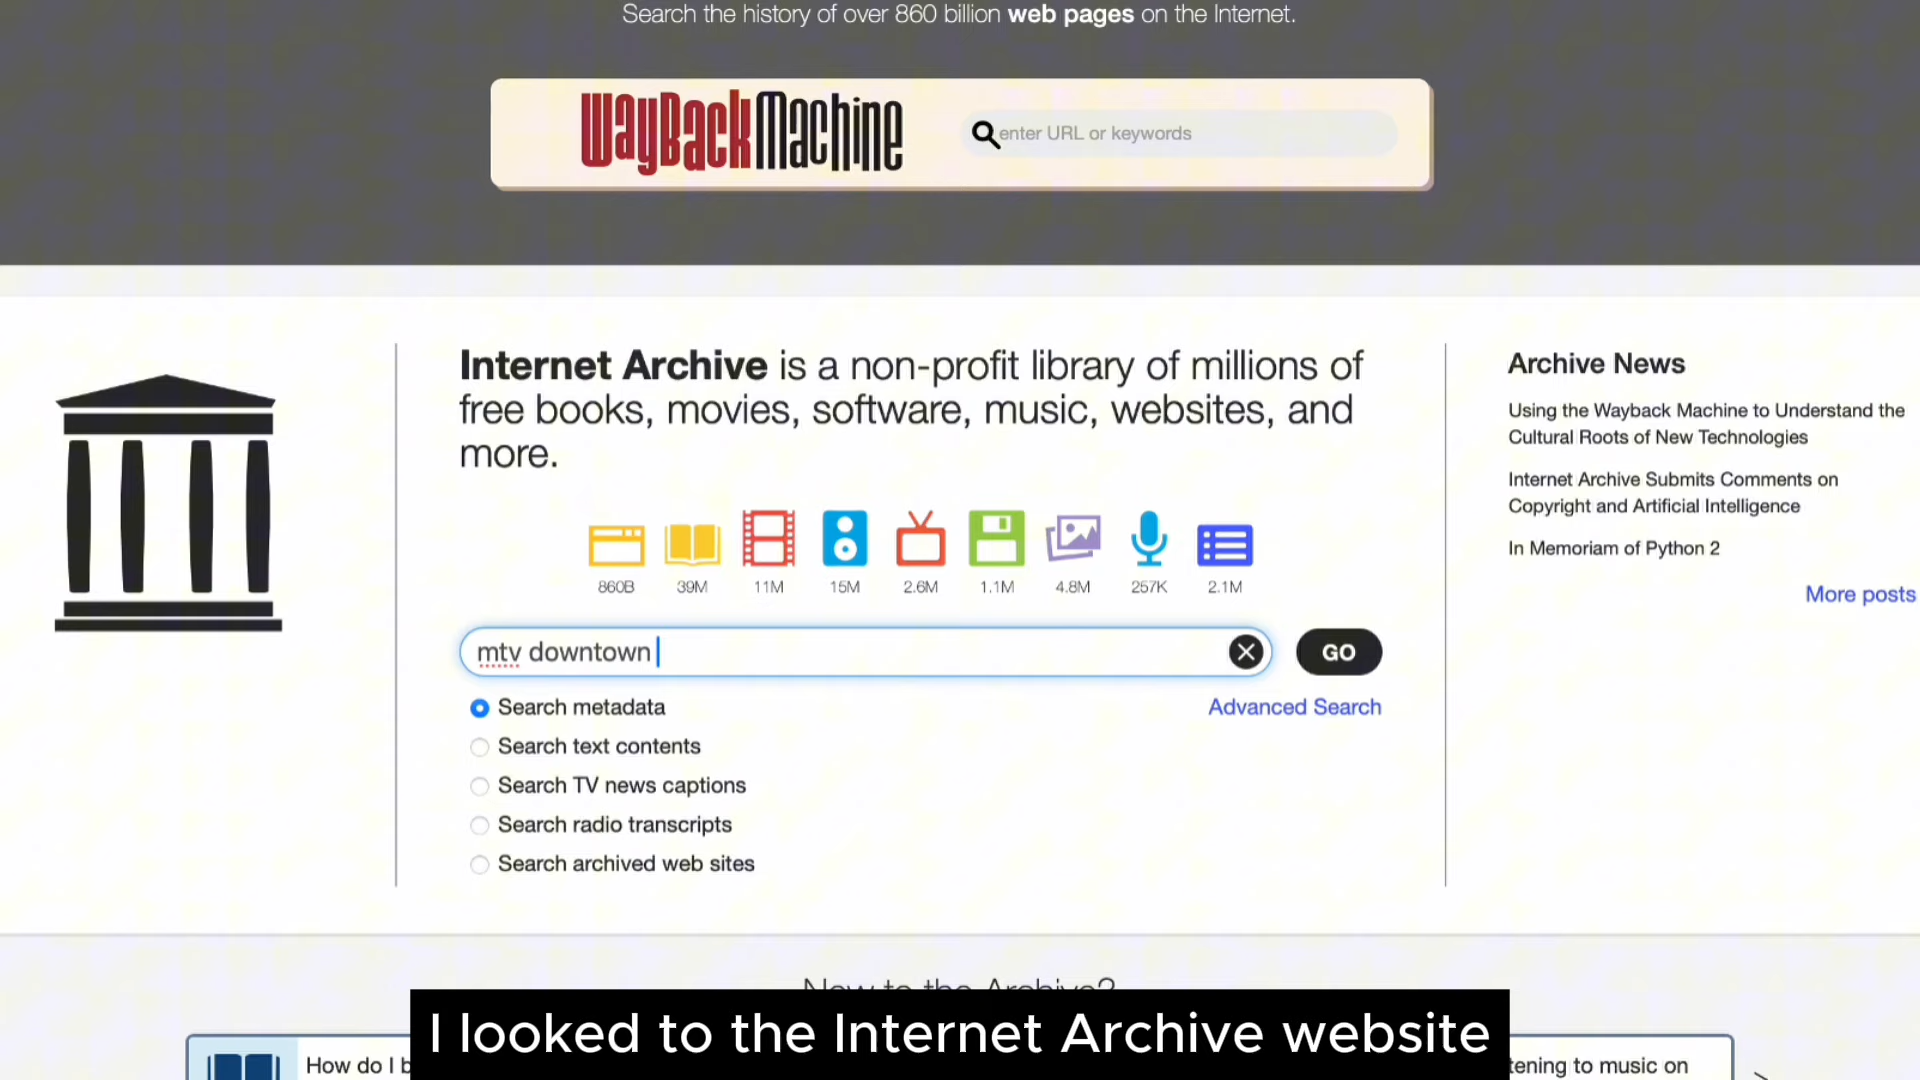 Search the history of over 860 billion web pages on the Internet.
WayBackMachine
enter URL or keywords
Internet Archive is a non-profit library of millions of
free books, movies, software, music, websites, and
more.
860B 39M 11M 15M 2.6M 1.1M 4.8M 257K 2.1M
mtv downtown
GO
Search metadata
Advanced Search
Search text contents
Search TV news captions
Search radio transcripts
Search archived web sites
Archive News
Using the Wayback Machine to Understand the
Cultural Roots of New Technologies
Internet Archive Submits Comments on
Copyright and Artificial Intelligence
In Memoriam of Python 2
More posts
New to the Archive?
I looked to the Internet Archive website
How do I b
tening to music on